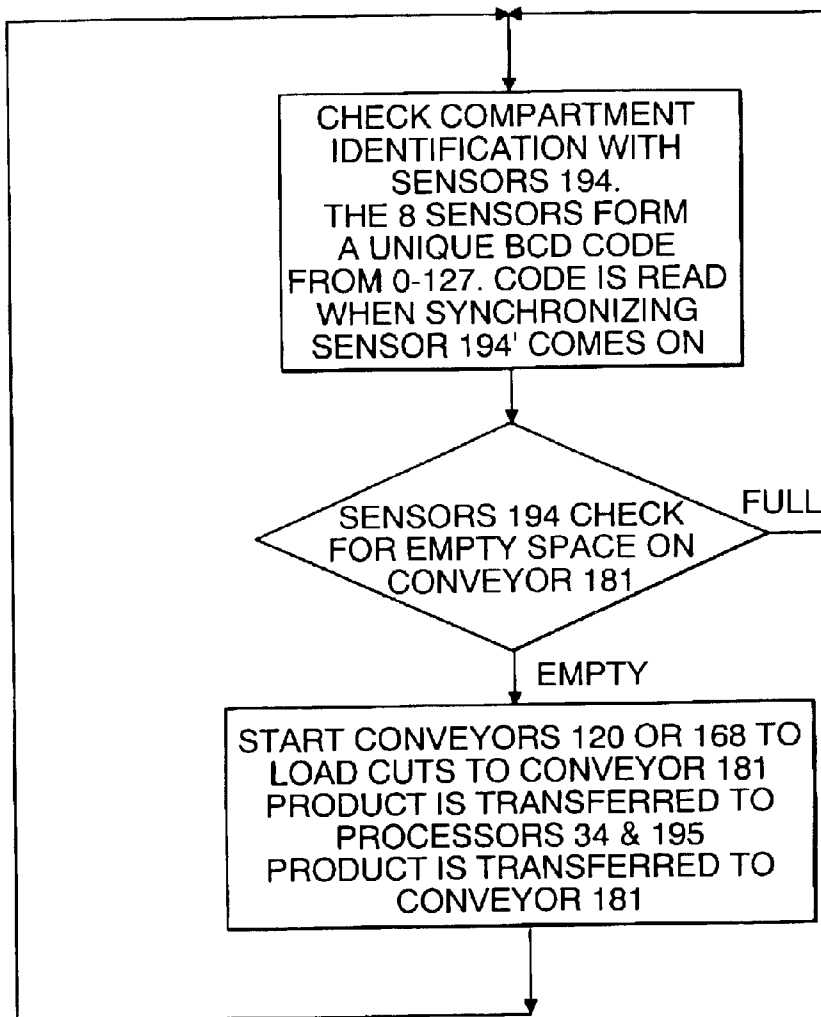 CHECK COMPARTMENT
IDENTIFICATION WITH
SENSORS 194.
THE 8 SENSORS FORM
A UNIQUE BCD CODE
FROM 0-127. CODE IS READ
WHEN SYNCHRONIZING
SENSOR 194' COMES ON
SENSORS 194 CHECK
FOR EMPTY SPACE ON
CONVEYOR 181
FULL
EMPTY
START CONVEYORS 120 OR 168 TO
LOAD CUTS TO CONVEYOR 181
PRODUCT IS TRANSFERRED TO
PROCESSORS 34 & 195
PRODUCT IS TRANSFERRED TO
CONVEYOR 181